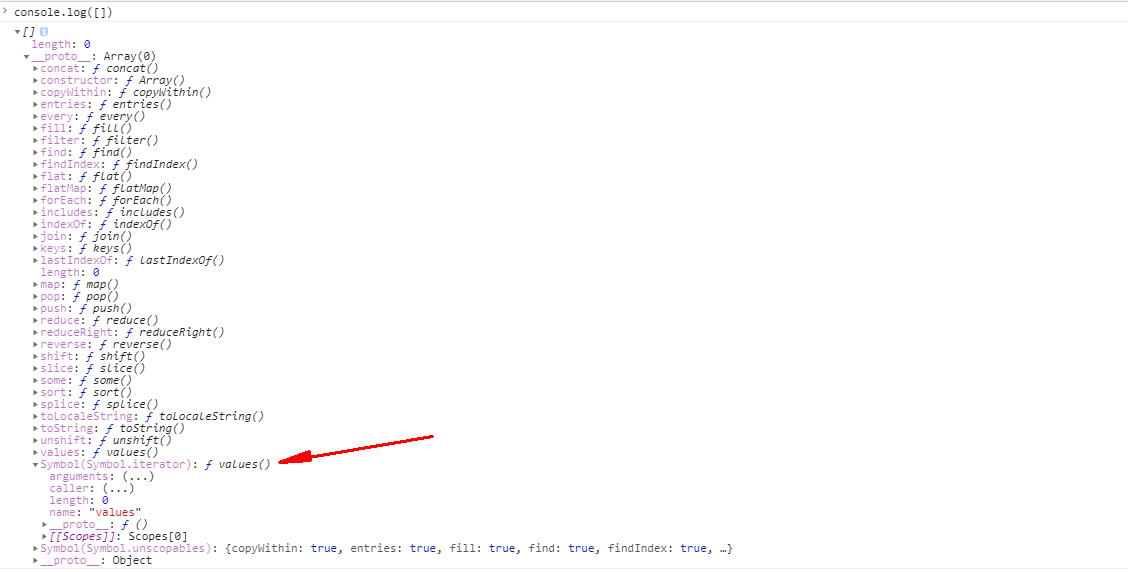 console.log([])
[] i
length: 0
__proto__: Array(0)
concat: ƒ concat()
constructor: ƒ Array()
copyWithin: ƒ copyWithin()
entries: ƒ entries()
every: ƒ every()
fill: ƒ fill()
filter: ƒ filter()
find: ƒ find()
findIndex: ƒ findIndex()
flat: ƒ flat()
flatMap: ƒ flatMap()
forEach: ƒ forEach()
includes: ƒ includes()
indexOf: ƒ indexOf()
join: ƒ join()
keys: ƒ keys()
lastIndexOf: ƒ lastIndexOf()
length: 0
map: ƒ map()
pop: ƒ pop()
push: ƒ push()
reduce: ƒ reduce()
reduceRight: ƒ reduceRight()
reverse: ƒ reverse()
shift: ƒ shift()
slice: ƒ slice()
some: ƒ some()
sort: ƒ sort()
splice: ƒ splice()
toLocaleString: ƒ toLocaleString()
toString: ƒ toString()
unshift: ƒ unshift()
values: ƒ values()
Symbol(Symbol.iterator): ƒ values()
arguments: (...)
caller: (...)
length: 0
name: "values"
__proto__: ƒ ()
[[Scopes]]: Scopes[0]
Symbol(Symbol.unscopables): {copyWithin: true, entries: true, fill: true, find: true, findIndex: true, …}
__proto__: Object